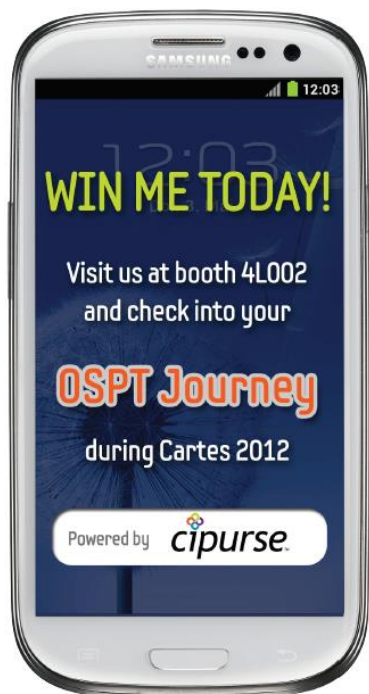 SAMSUNG
12:03
12:03
WIN ME TODAY!
Visit us at booth 4L002
and check into your
OSPT Journey
during Cartes 2012
Powered by cipurse™